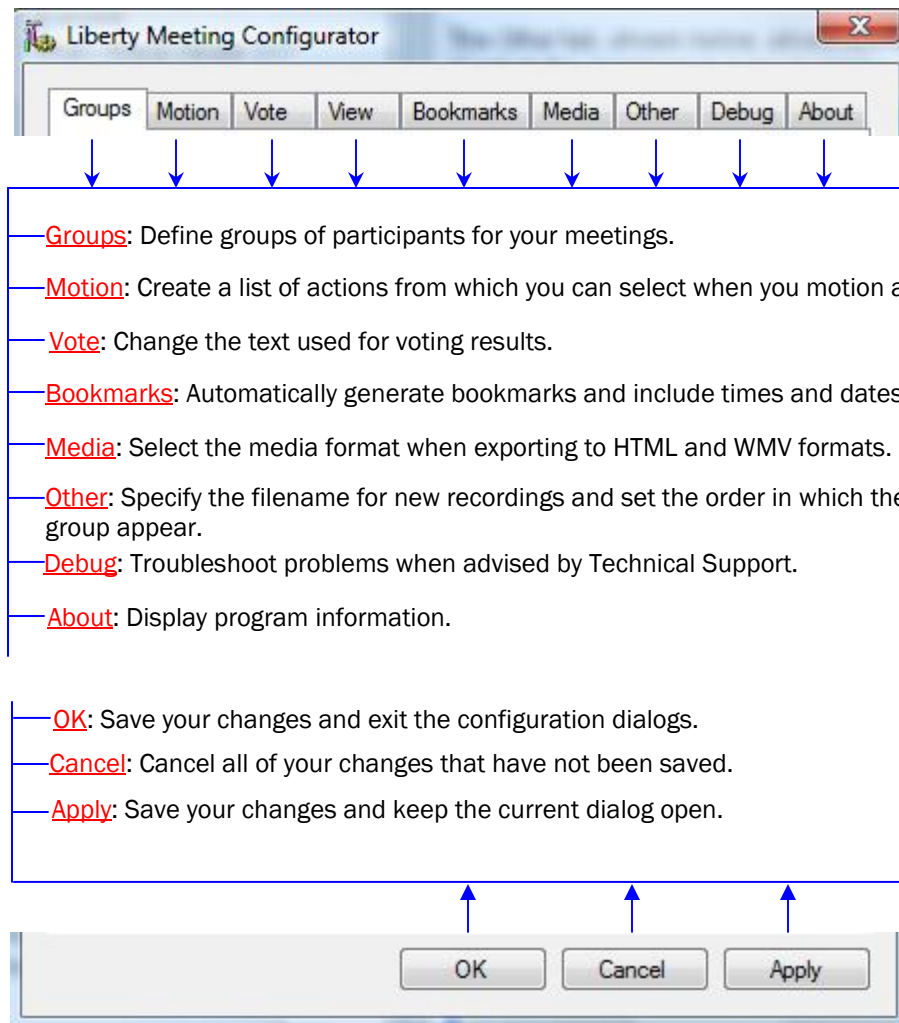 Liberty Meeting Configurator
Groups Motion Vote View Bookmarks Media Other Debug About
Groups: Define groups of participants for your meetings.
Motion: Create a list of actions from which you can select when you motion a
Vote: Change the text used for voting results.
Bookmarks: Automatically generate bookmarks and include times and dates
Media: Select the media format when exporting to HTML and WMV formats.
Other: Specify the filename for new recordings and set the order in which the
group appear.
Debug: Troubleshoot problems when advised by Technical Support.
About: Display program information.
OK: Save your changes and exit the configuration dialogs.
Cancel: Cancel all of your changes that have not been saved.
Apply: Save your changes and keep the current dialog open.
OK Cancel Apply